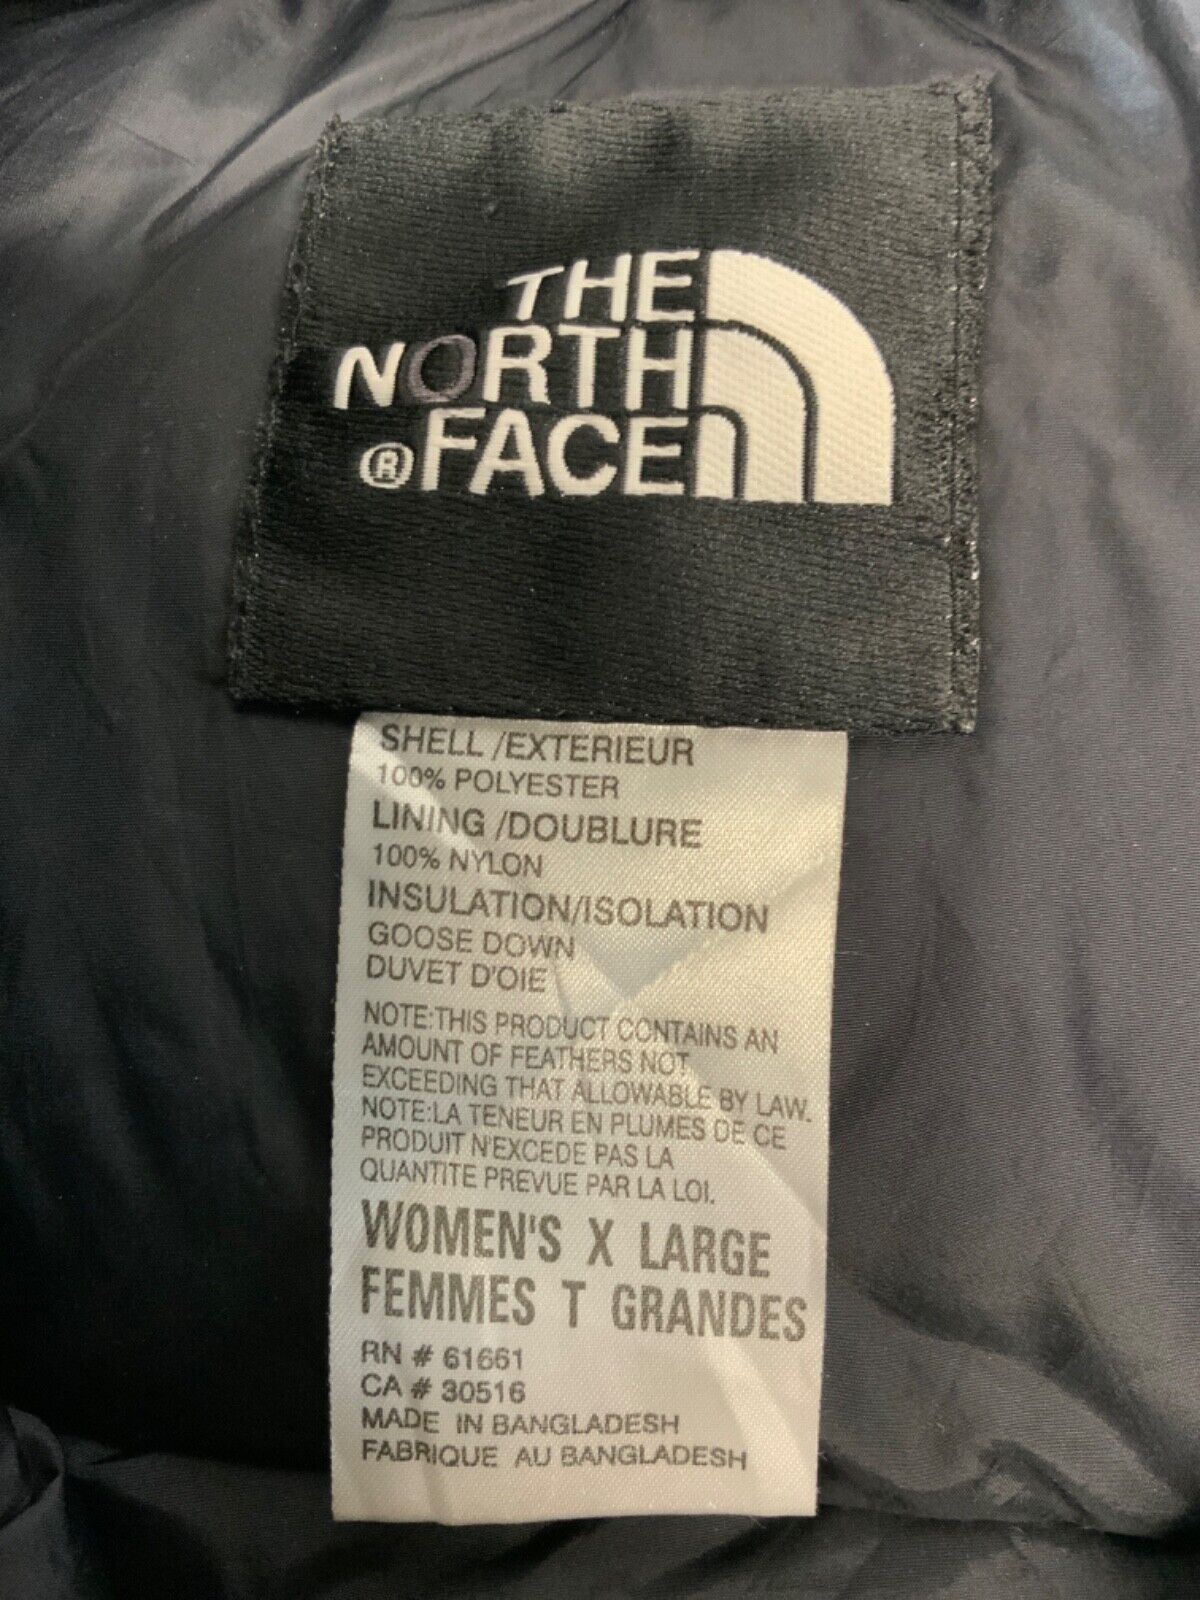 THE
NORTH
® FACE
SHELL /EXTERIEUR
100% POLYESTER
LINING /DOUBLURE
100% NYLON
INSULATION/ISOLATION
GOOSE DOWN
DUVET D'OIE
NOTE:THIS PRODUCT CONTAINS AN
AMOUNT OF FEATHERS NOT
EXCEEDING THAT ALLOWABLE BY LAW.
NOTE:LA TENEUR EN PLUMES DE CE
PRODUIT N'EXCEDE PAS LA
QUANTITE PREVUE PAR LA LOI.
WOMEN'S X LARGE
FEMMES T GRANDES
RN # 61661
CA # 30516
MADE IN BANGLADESH
FABRIQUE AU BANGLADESH